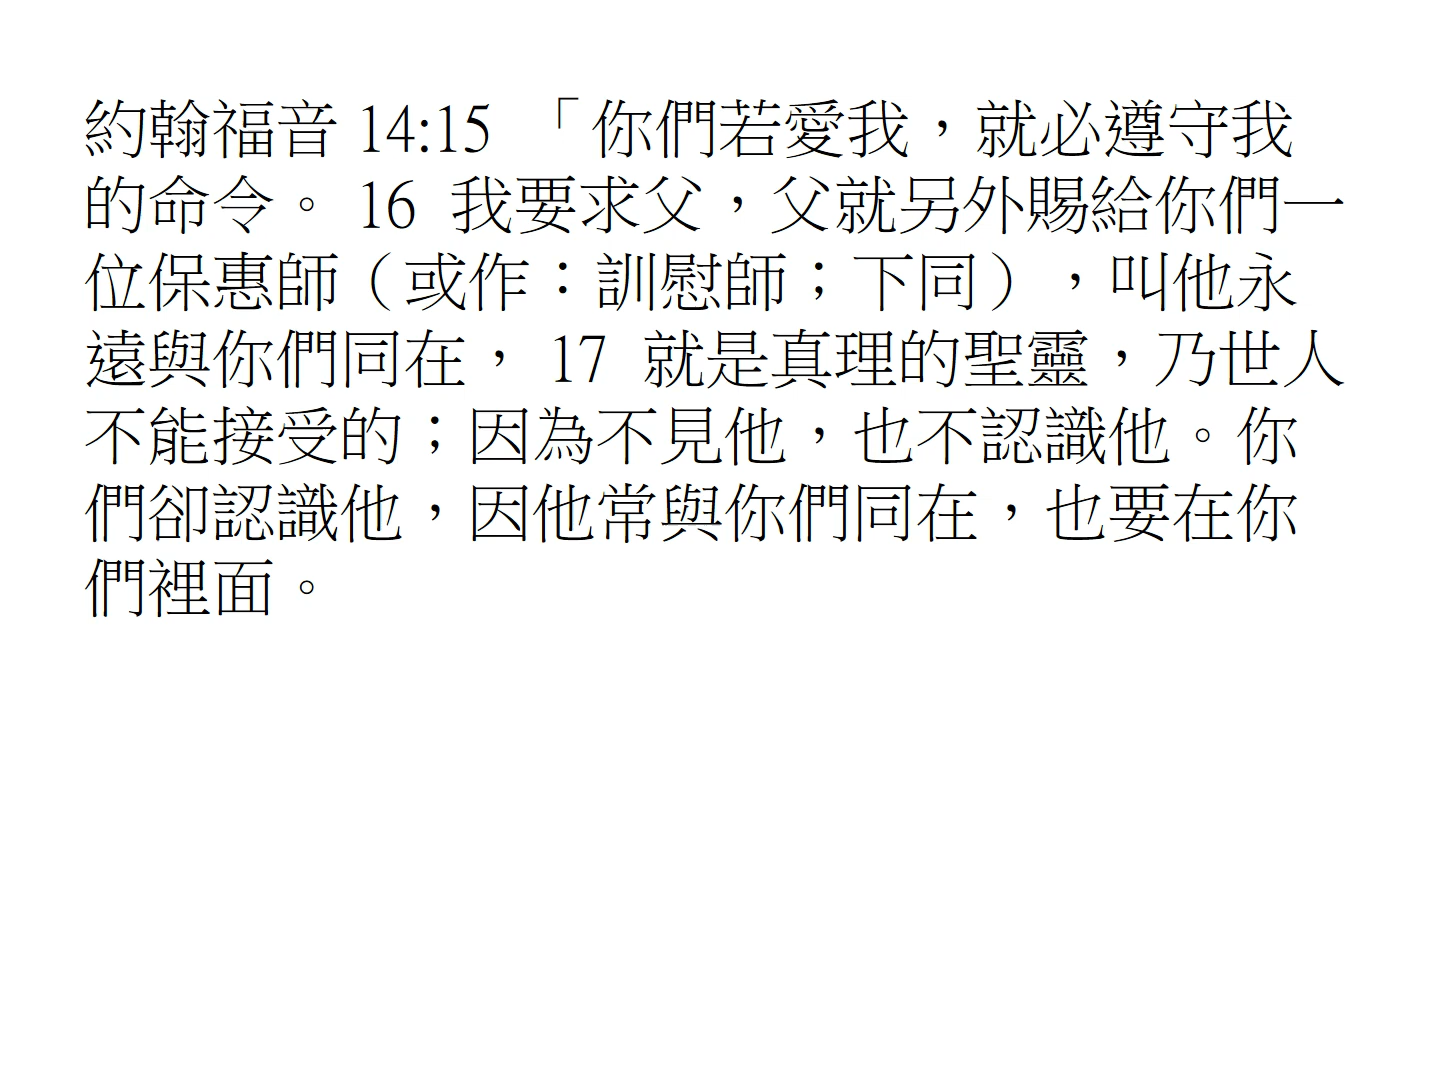 約翰福音 14:15 「你們若愛我，就必遵守我
的命令。 16 我要求父，父就另外賜給你們一
位保惠師（或作：訓慰師；下同），叫他永
遠與你們同在， 17 就是真理的聖靈，乃世人
不能接受的；因為不見他，也不認識他。你
們卻認識他，因他常與你們同在，也要在你
們裡面。